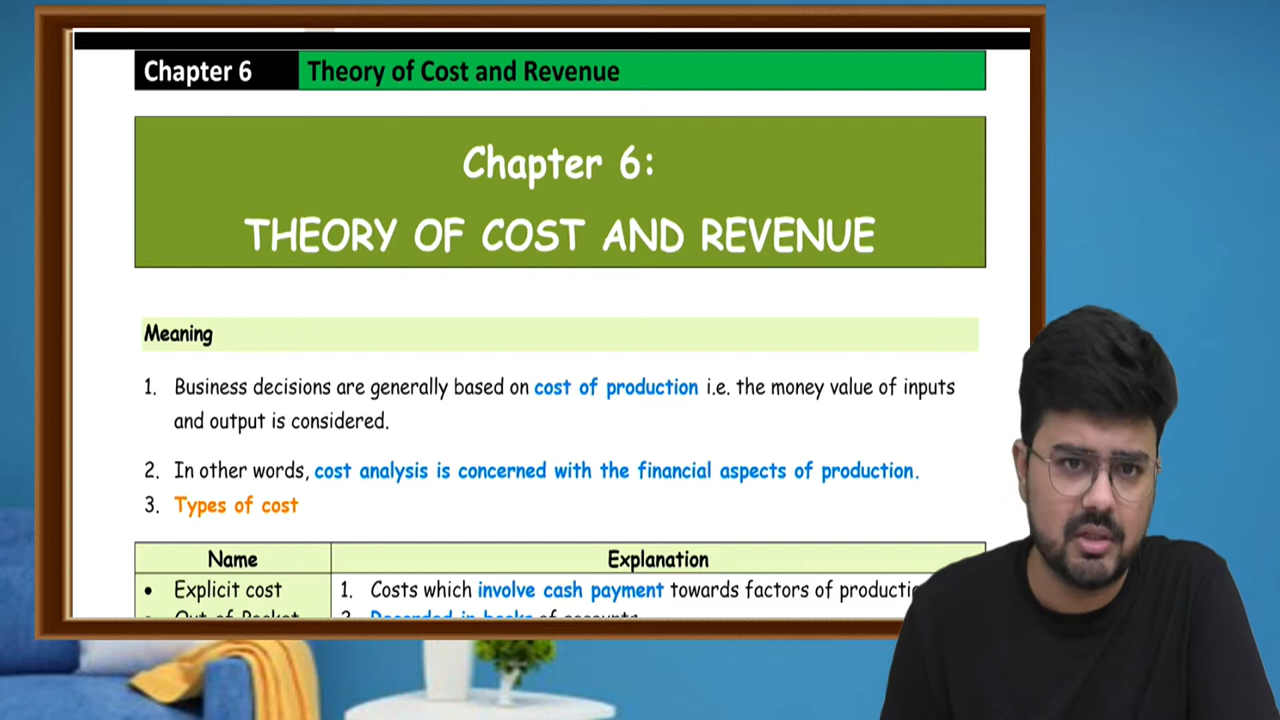 Chapter 6 Theory of Cost and Revenue
Chapter 6:
THEORY OF COST AND REVENUE
Meaning
1. Business decisions are generally based on cost of production i.e. the money value of inputs
and output is considered.
2. In other words, cost analysis is concerned with the financial aspects of production.
3. Types of cost
Name Explanation
• Explicit cost 1. Costs which involve cash payment towards factors of